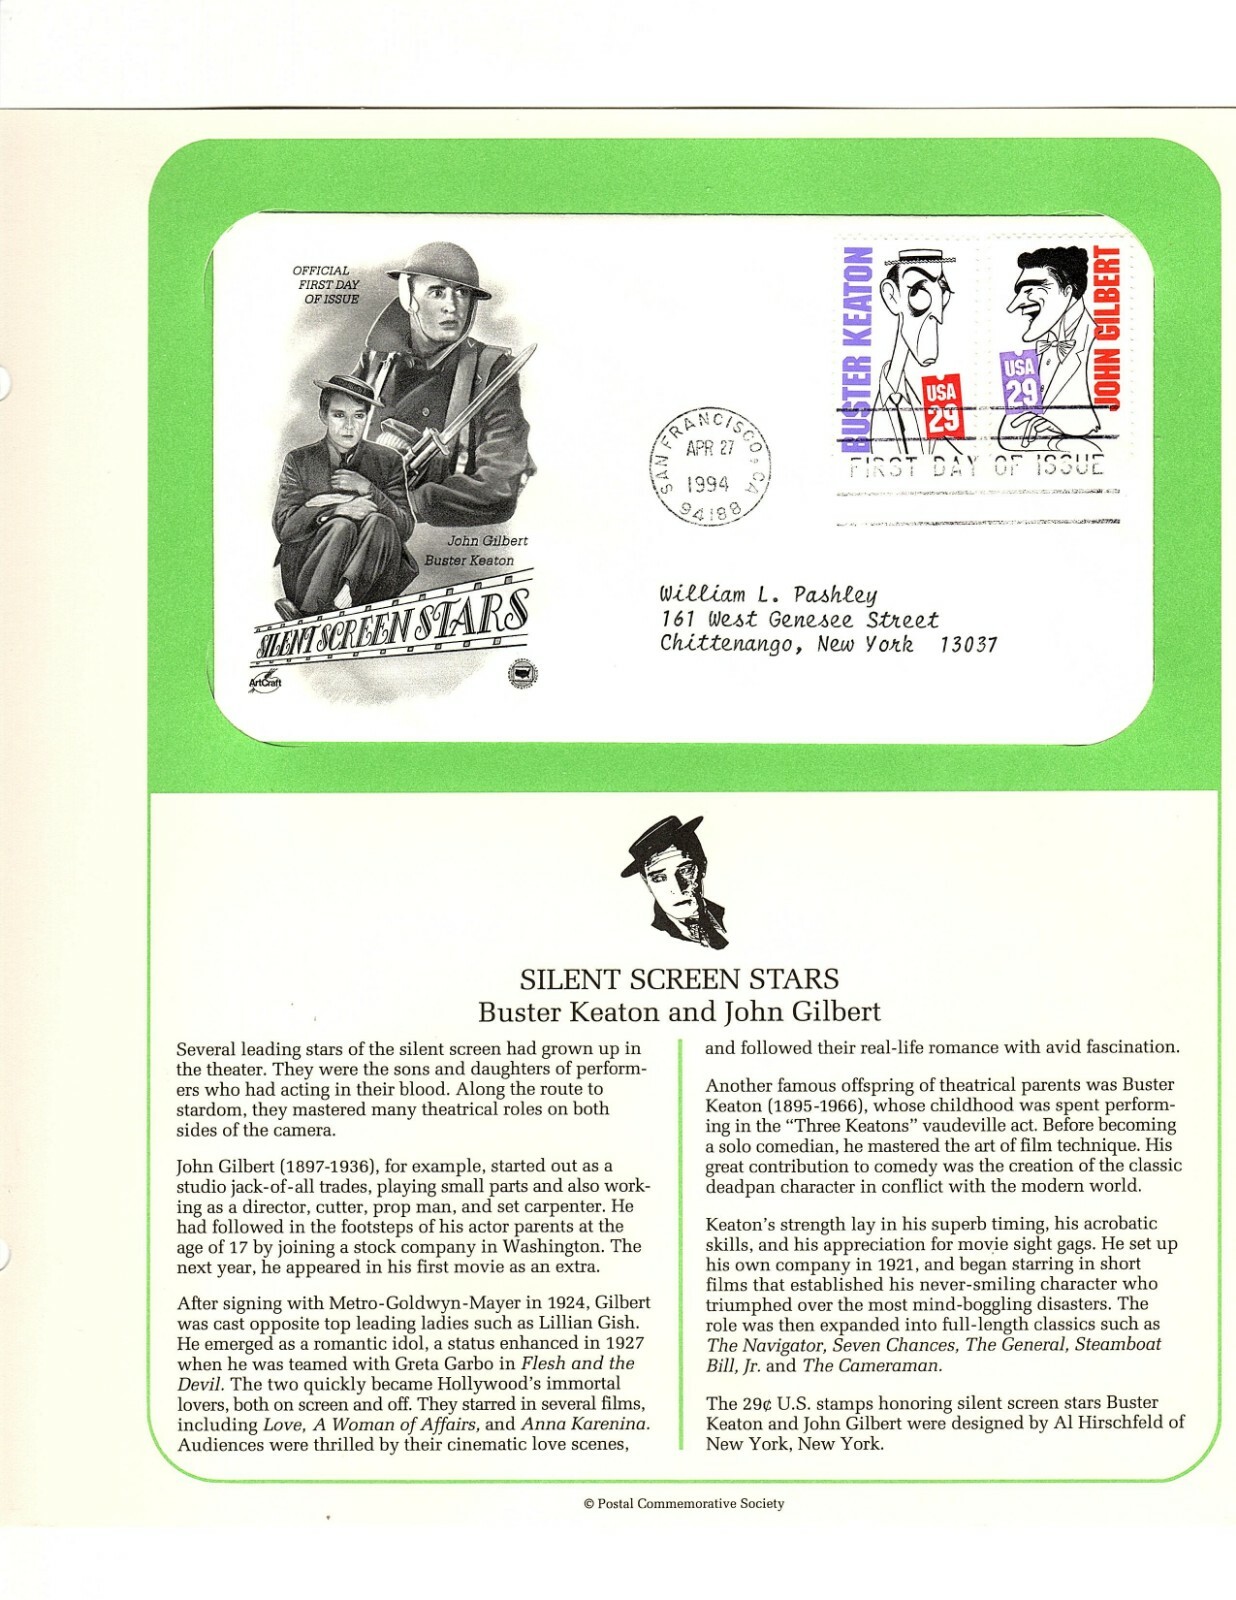 OFFICIAL
FIRST DAY
OF ISSUE
John Gilbert
Buster Keaton
SILENT SCREEN STARS
ArtCraft
SAN FRANCISCO, CA
APR 27
1994
94188
BUSTER KEATON
USA
29
USA
29
JOHN GILBERT
FIRST DAY OF ISSUE
William L. Pashley
161 West Genesee Street
Chittenango, New York 13037
SILENT SCREEN STARS
Buster Keaton and John Gilbert
Several leading stars of the silent screen had grown up in
the theater. They were the sons and daughters of perform-
ers who had acting in their blood. Along the route to
stardom, they mastered many theatrical roles on both
sides of the camera.
John Gilbert (1897-1936), for example, started out as a
studio jack-of-all trades, playing small parts and also work-
ing as a director, cutter, prop man, and set carpenter. He
had followed in the footsteps of his actor parents at the
age of 17 by joining a stock company in Washington. The
next year, he appeared in his first movie as an extra.
After signing with Metro-Goldwyn-Mayer in 1924, Gilbert
was cast opposite top leading ladies such as Lillian Gish.
He emerged as a romantic idol, a status enhanced in 1927
when he was teamed with Greta Garbo in Flesh and the
Devil. The two quickly became Hollywood's immortal
lovers, both on screen and off. They starred in several films,
including Love, A Woman of Affairs, and Anna Karenina.
Audiences were thrilled by their cinematic love scenes,
and followed their real-life romance with avid fascination.
Another famous offspring of theatrical parents was Buster
Keaton (1895-1966), whose childhood was spent perform-
ing in the “Three Keatons” vaudeville act. Before becoming
a solo comedian, he mastered the art of film technique. His
great contribution to comedy was the creation of the classic
deadpan character in conflict with the modern world.
Keaton's strength lay in his superb timing, his acrobatic
skills, and his appreciation for movie sight gags. He set up
his own company in 1921, and began starring in short
films that established his never-smiling character who
triumphed over the most mind-boggling disasters. The
role was then expanded into full-length classics such as
The Navigator, Seven Chances, The General, Steamboat
Bill, Jr. and The Cameraman.
The 29¢ U.S. stamps honoring silent screen stars Buster
Keaton and John Gilbert were designed by Al Hirschfeld of
New York, New York.
© Postal Commemorative Society